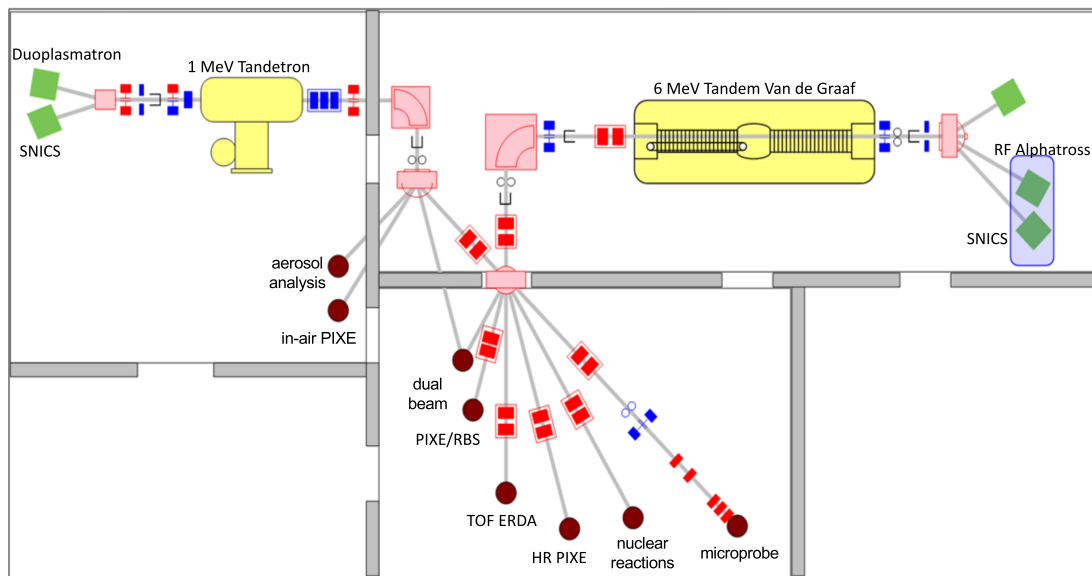 Duoplasmatron
1 MeV Tandetron
SNICS
6 MeV Tandem Van de Graaf
RF Alphatross
SNICS
aerosol
analysis
in-air PIXE
dual
beam
PIXE/RBS
TOF ERDA
HR PIXE
nuclear
reactions
microprobe